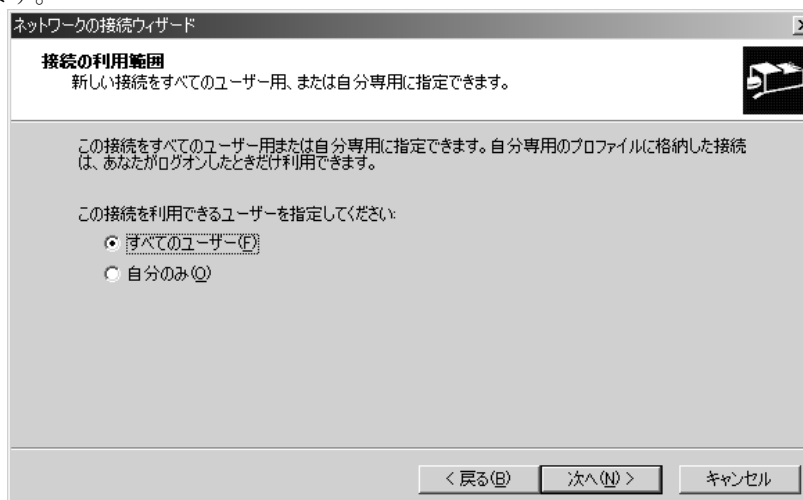 す。
ネットワークの接続ウィザード
接続の利用範囲
新しい接続をすべてのユーザー用、または自分専用に指定できます。
この接続をすべてのユーザー用または自分専用に指定できます。自分専用のプロファイルに格納した接続
は、あなたがログオンしたときだけ利用できます。
この接続を利用できるユーザーを指定してください:
すべてのユーザー(F)
自分のみ(O)
< 戻る(B) 次へ(N) > キャンセル